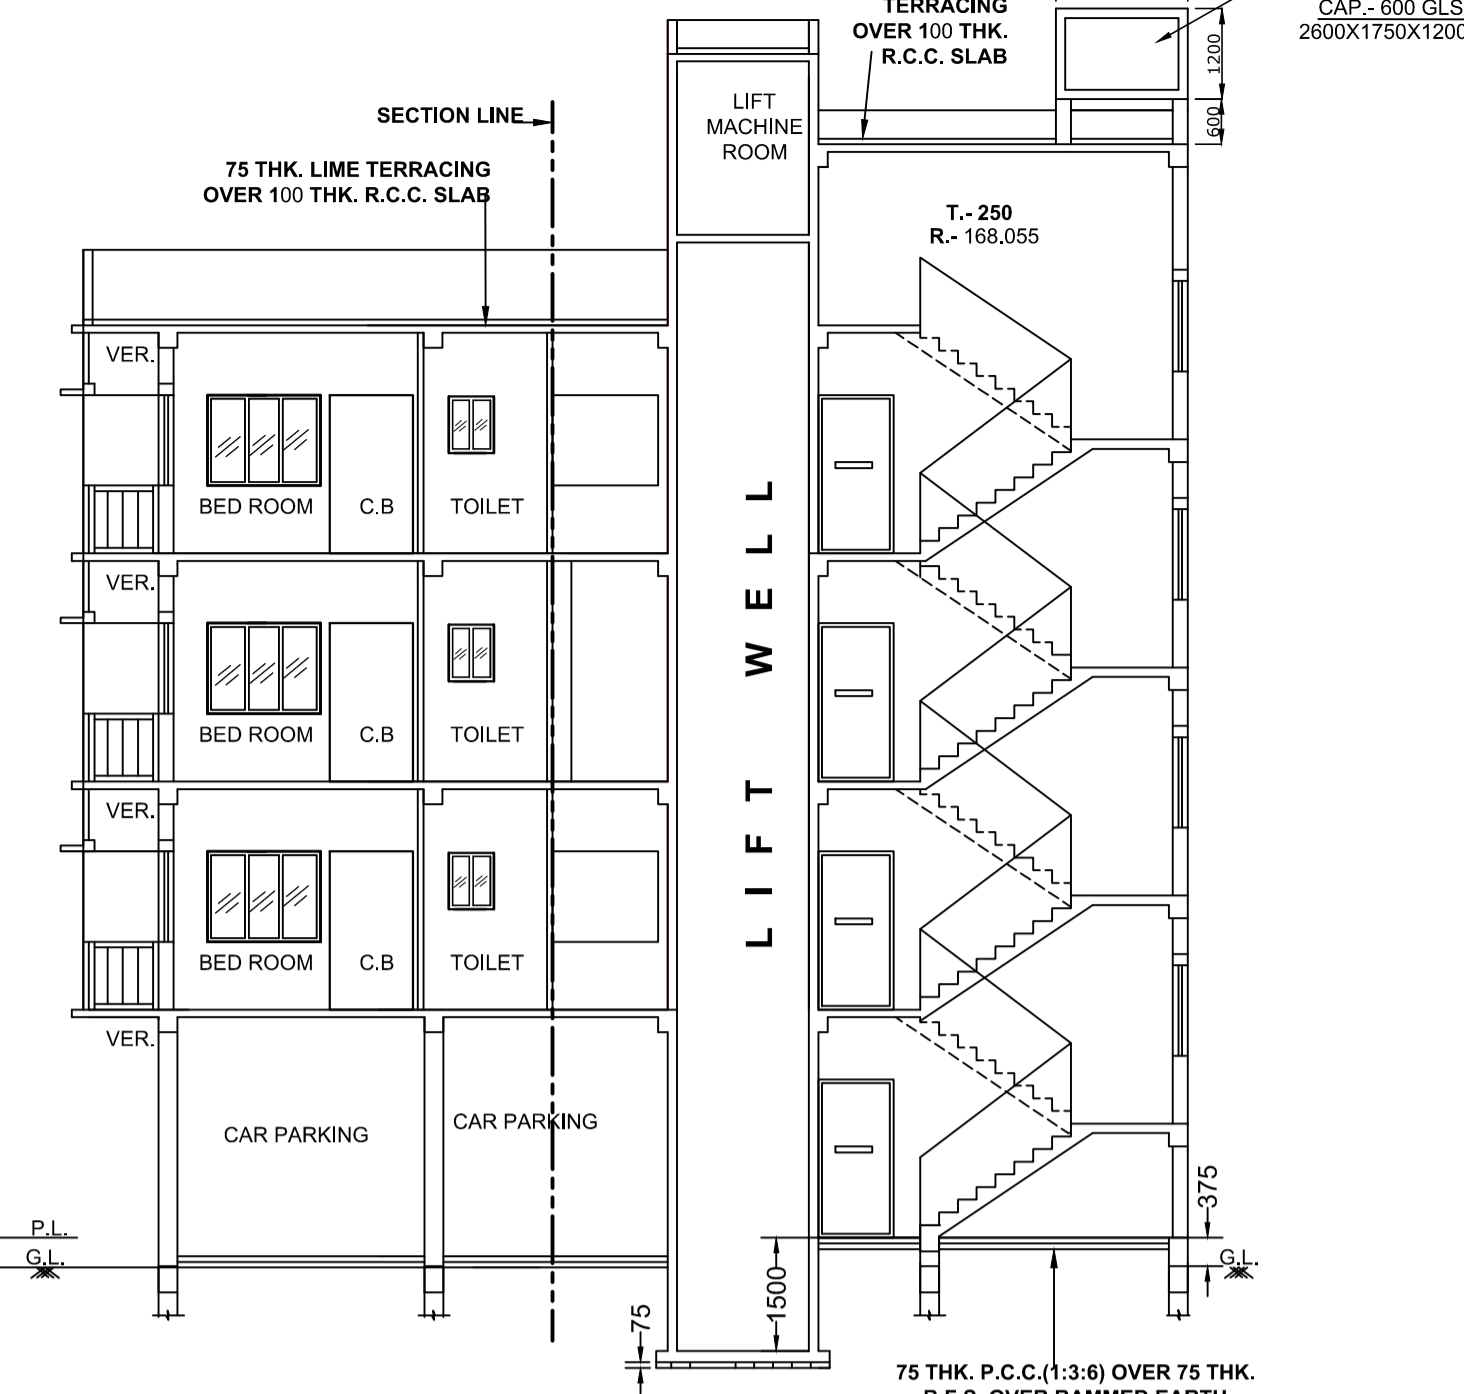 TERRACING
OVER 100 THK.
R.C.C. SLAB
CAP.- 600 GLS
2600X1750X1200
1200
600
SECTION LINE
LIFT
MACHINE
ROOM
75 THK. LIME TERRACING
OVER 100 THK. R.C.C. SLAB
T.- 250
R.- 168.055
VER.
BED ROOM
C.B
TOILET
VER.
BED ROOM
C.B
TOILET
VER.
BED ROOM
C.B
TOILET
LIFT WELL
VER.
CAR PARKING
CAR PARKING
P.L.
G.L.
375
G.L.
1500
75
75 THK. P.C.C.(1:3:6) OVER 75 THK.
B.F.S. OVER RAMMED EARTH